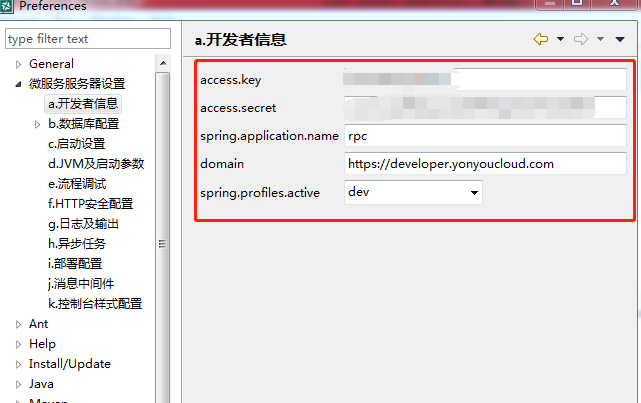 Preferences
type filter text
General
微服务服务器设置
a.开发者信息
b.数据库配置
c.启动设置
d.JVM及启动参数
e.流程调试
f.HTTP安全配置
g.日志及输出
h.异步任务
i.部署配置
j.消息中间件
k.控制台样式配置
Ant
Help
Install/Update
Java
Maven
a.开发者信息
access.key
access.secret
spring.application.name rpc
domain https://developer.yonyoucloud.com
spring.profiles.active dev